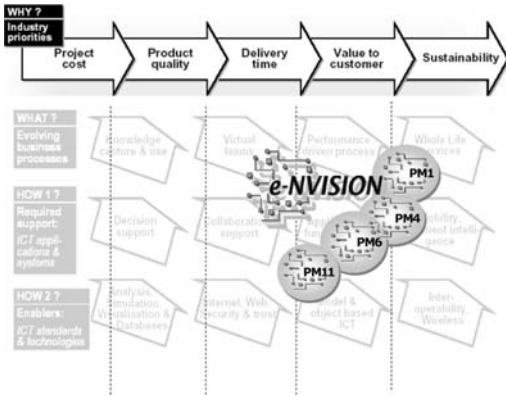 WHY ?
Industry
priorities
Project
cost
Product
quality
Delivery
time
Value to
customer
Sustainability
WHAT ?
Evolving
business
processes
Knowledge
capture & use
Virtual
Teams
Performance
driven process
Whole Life
e-NVISION
PM1
HOW 1 ?
Required
support:
ICT appli-
cations &
systems
Decision
support
support
PM4
PM6
PM11
HOW 2 ?
Enablers:
ICT standards
& technologies
Analysis,
Simulation,
Visualisation &
Databases
Internet, Web
Security & trust
object based
ICT
Inter-
operability,
Wireless